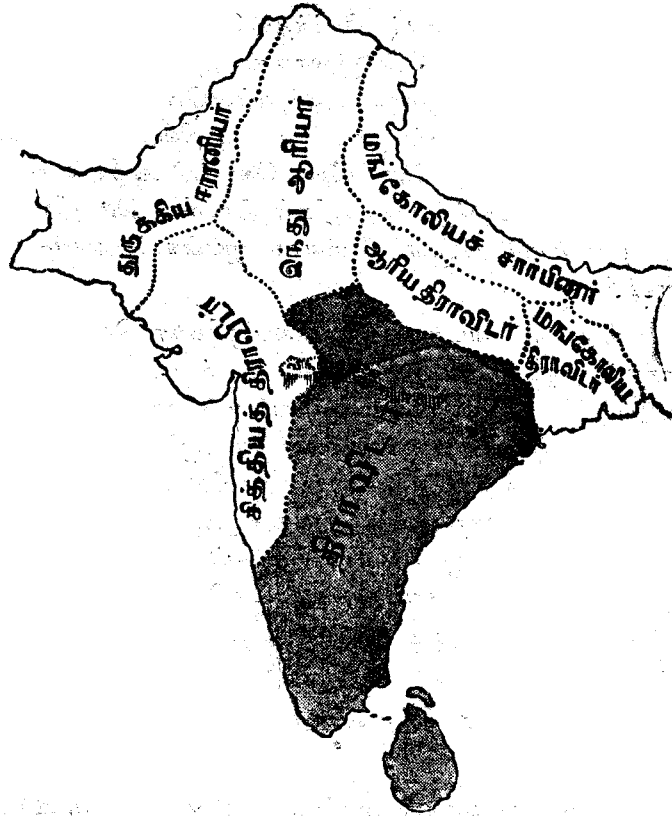 துருக்கிய ஈரானியர்
இந்து ஆரியர்
மங்கோலியச் சார்பினர்
ஆரிய திராவிடர்
மங்கோலிய
திராவிடர்
சித்தியத் திராவிடர்
திராவிடர்